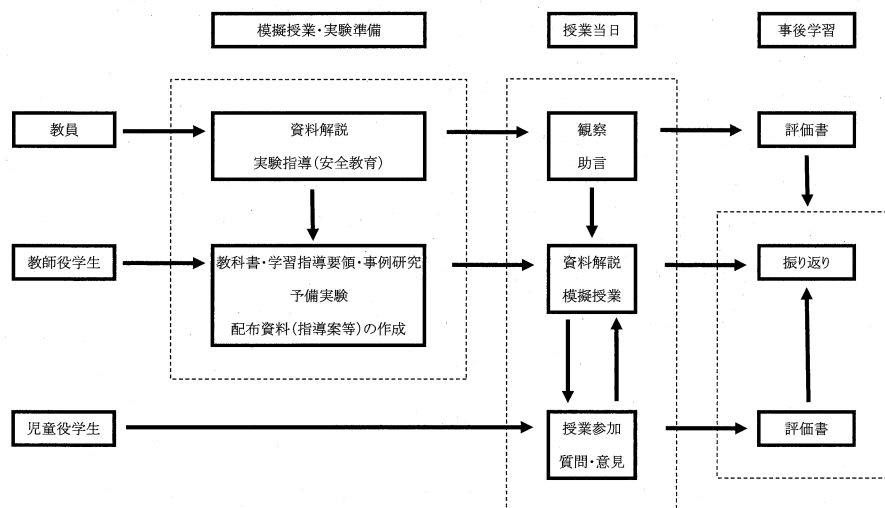 模擬授業・実験準備
授業当日
事後学習
教員
資料解説
実験指導(安全教育)
観察
助言
評価書
教師役学生
教科書・学習指導要領・事例研究
予備実験
配布資料(指導案等)の作成
資料解説
模擬授業
振り返り
児童役学生
授業参加
質問・意見
評価書